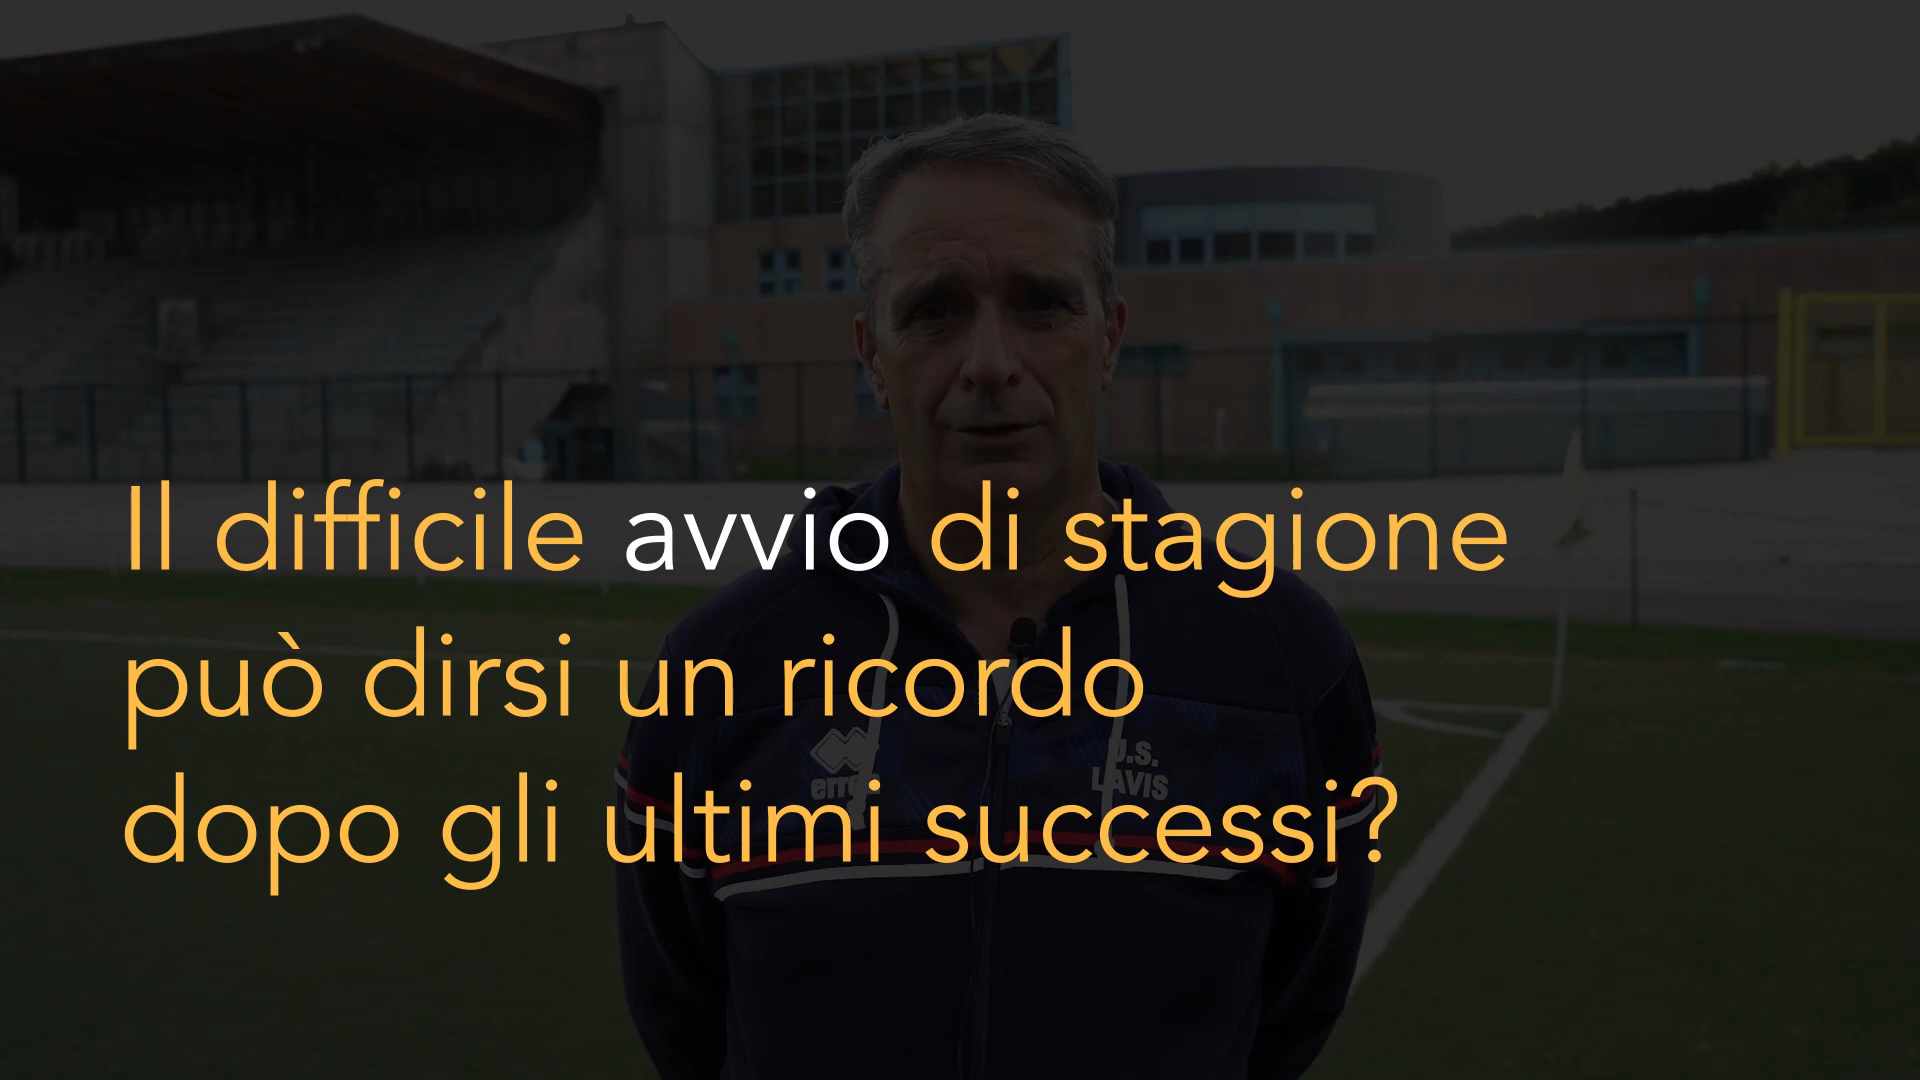 Il difficile avvio di stagione
può dirsi un ricordo
dopo gli ultimi successi?
U.S.
LAVIS